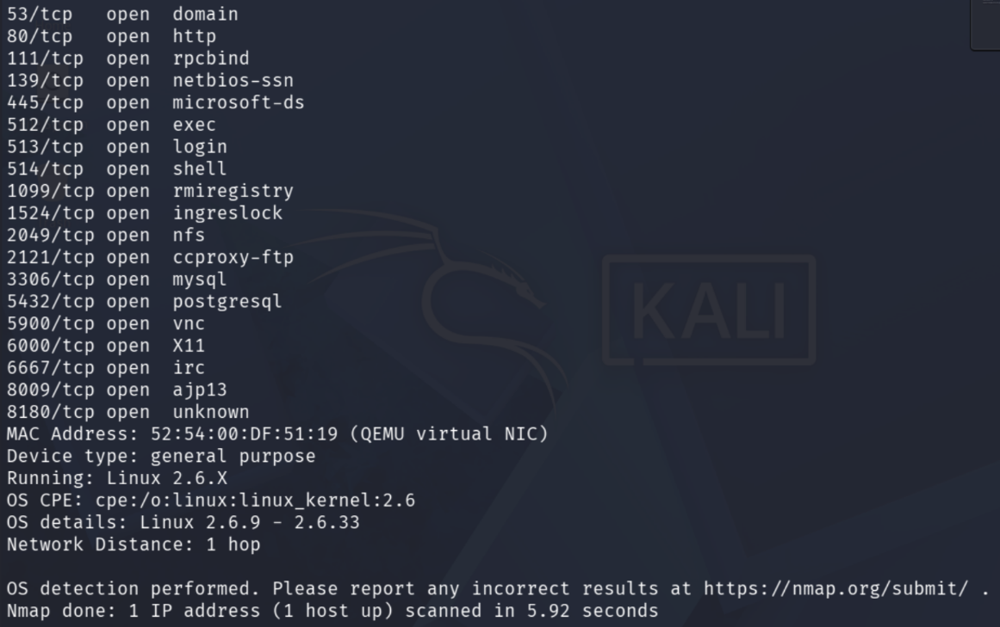 53/tcp   open  domain
80/tcp   open  http
111/tcp  open  rpcbind
139/tcp  open  netbios-ssn
445/tcp  open  microsoft-ds
512/tcp  open  exec
513/tcp  open  login
514/tcp  open  shell
1099/tcp open  rmiregistry
1524/tcp open  ingreslock
2049/tcp open  nfs
2121/tcp open  ccproxy-ftp
3306/tcp open  mysql
5432/tcp open  postgresql
5900/tcp open  vnc
6000/tcp open  X11
6667/tcp open  irc
8009/tcp open  ajp13
8180/tcp open  unknown
MAC Address: 52:54:00:DF:51:19 (QEMU virtual NIC)
Device type: general purpose
Running: Linux 2.6.X
OS CPE: cpe:/o:linux:linux_kernel:2.6
OS details: Linux 2.6.9 - 2.6.33
Network Distance: 1 hop

OS detection performed. Please report any incorrect results at https://nmap.org/submit/ .
Nmap done: 1 IP address (1 host up) scanned in 5.92 seconds
KALI